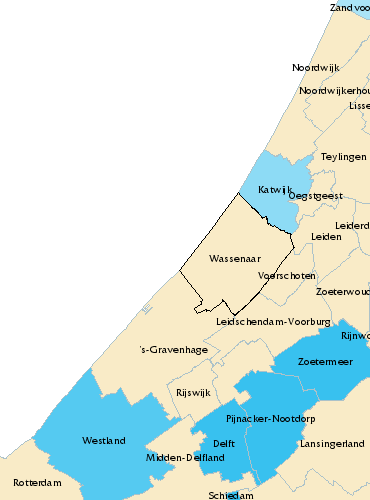 Zandvoo
Noordwijk
Noordwijkerhou
Lisse
Teylingen
Katwijk
Oegstgeest
Leiderd
Leiden
Wassenaar
Voorschoten
Zoeterwoud
Leidschendam-Voorburg
Rijnwo
's-Gravenhage
Zoetermeer
Rijswijk
Pijnacker-Nootdorp
Westland
Delft
Lansingerland
Midden-Delfland
Rotterdam
Schiedam